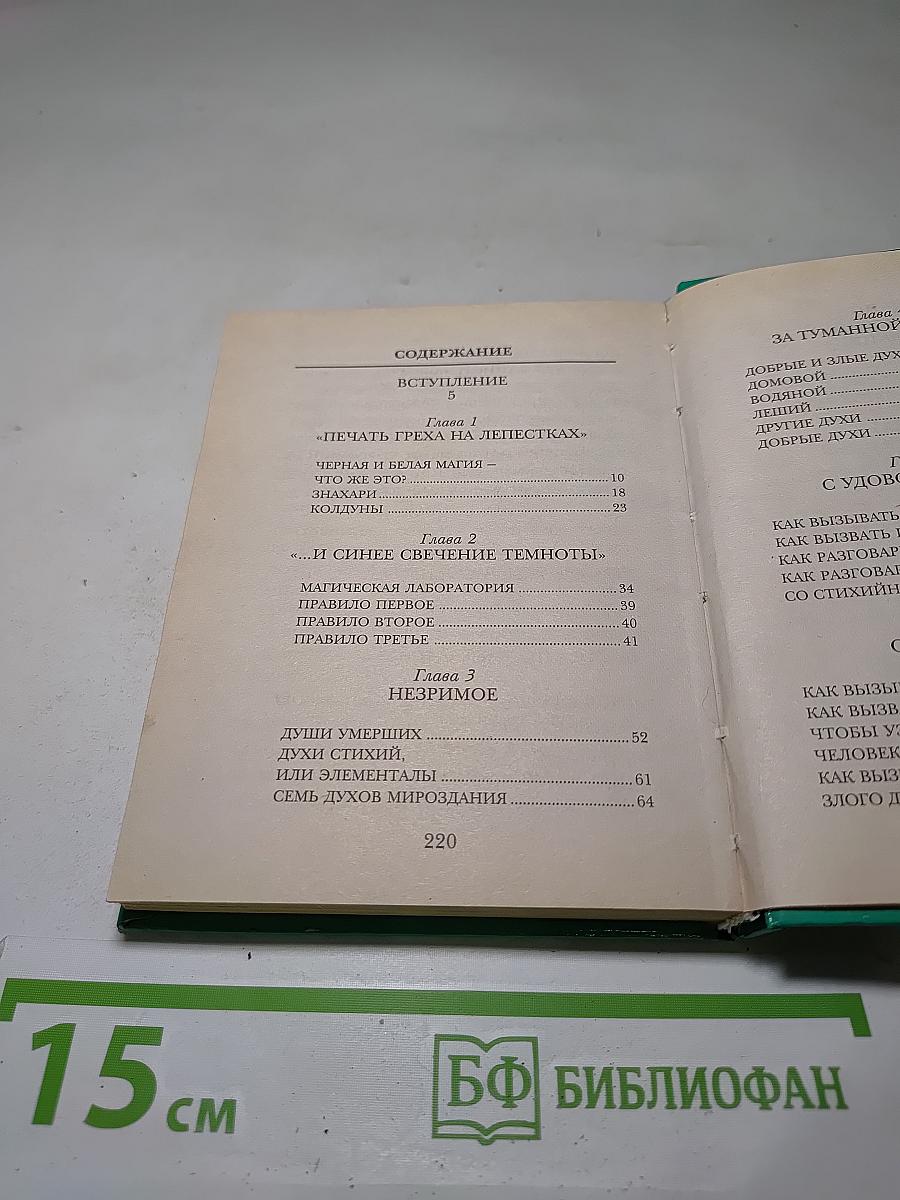 СОДЕРЖАНИЕ
ВСТУПЛЕНИЕ
5
Глава 1
«ПЕЧАТЬ ГРЕХА НА ЛЕПЕСТКАХ»
ЧЕРНАЯ И БЕЛАЯ МАГИЯ —
ЧТО ЖЕ ЭТО? 10
ЗНАХАРИ 18
КОЛДУНЫ 23
Глава 2
«...И СИНЕЕ СВЕЧЕНИЕ ТЕМНОТЫ»
МАГИЧЕСКАЯ ЛАБОРАТОРИЯ 34
ПРАВИЛО ПЕРВОЕ 39
ПРАВИЛО ВТОРОЕ 40
ПРАВИЛО ТРЕТЬЕ 41
Глава 3
НЕЗРИМОЕ
ДУШИ УМЕРШИХ 52
ДУХИ СТИХИЙ,
ИЛИ ЭЛЕМЕНТАЛЫ 61
СЕМЬ ДУХОВ МИРОЗДАНИЯ 64
220
Глава
ЗА ТУМАННОЙ
ДОБРЫЕ И ЗЛЫЕ ДУХ
ДОМОВОЙ
ВОДЯНОЙ
ЛЕШИЙ
ДРУГИЕ ДУХИ
ДОБРЫЕ ДУХИ
С УДОВО
КАК ВЫЗЫВАТЬ
КАК ВЫЗВАТЬ
КАК РАЗГОВАР
КАК РАЗГОВАР
СО СТИХИЙН
КАК ВЫЗЫ
КАК ВЫЗВ
ЧТОБЫ УЗ
ЧЕЛОВЕК
КАК ВЫЗ
ЗЛОГО Д
15 см
БФ БИБЛИОФАН